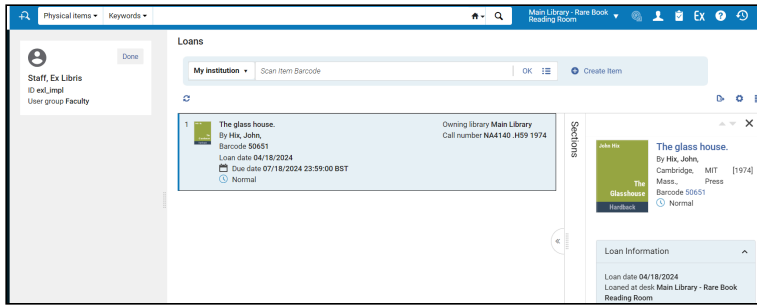 Physical items ▾ Keywords ▾
Main Library - Rare Book
Reading Room
Done
Staff, Ex Libris
ID exl_impl
User group Faculty
Loans
My institution ▾ Scan Item Barcode OK Create Item
1 The glass house.
By Hix, John,
Barcode 50651
Loan date 04/18/2024
Due date 07/18/2024 23:59:00 BST
Normal
Owning library Main Library
Call number NA4140 .H59 1974
Sections
John Hix
The
Glasshouse
Hardback
The glass house.
By Hix, John,
Cambridge, MIT [1974]
Mass., Press
Barcode 50651
Normal
Loan Information
Loan date 04/18/2024
Loaned at desk Main Library - Rare Book
Reading Room